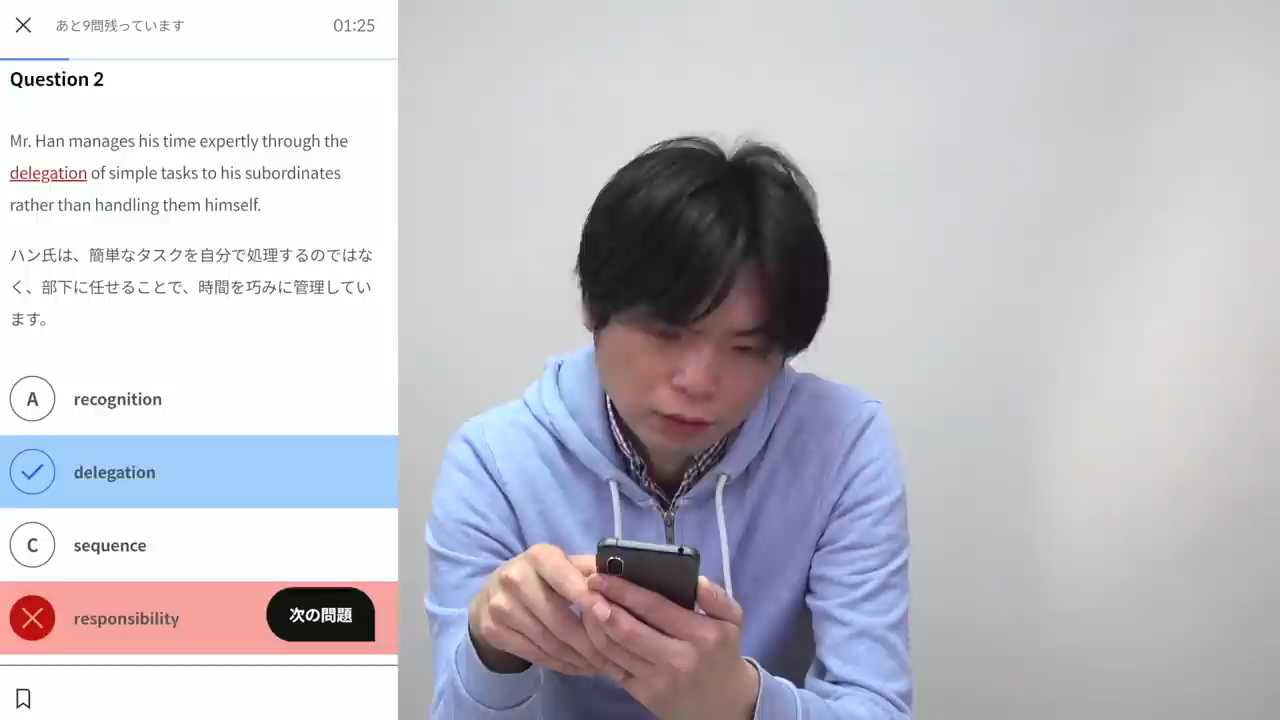 あと9問残っています
01:25
Question 2
Mr. Han manages his time expertly through the
delegation of simple tasks to his subordinates
rather than handling them himself.
ハン氏は、簡単なタスクを自分で処理するのではな
く、部下に任せることで、時間を巧みに管理してい
ます。
A recognition
delegation
C sequence
responsibility
次の問題